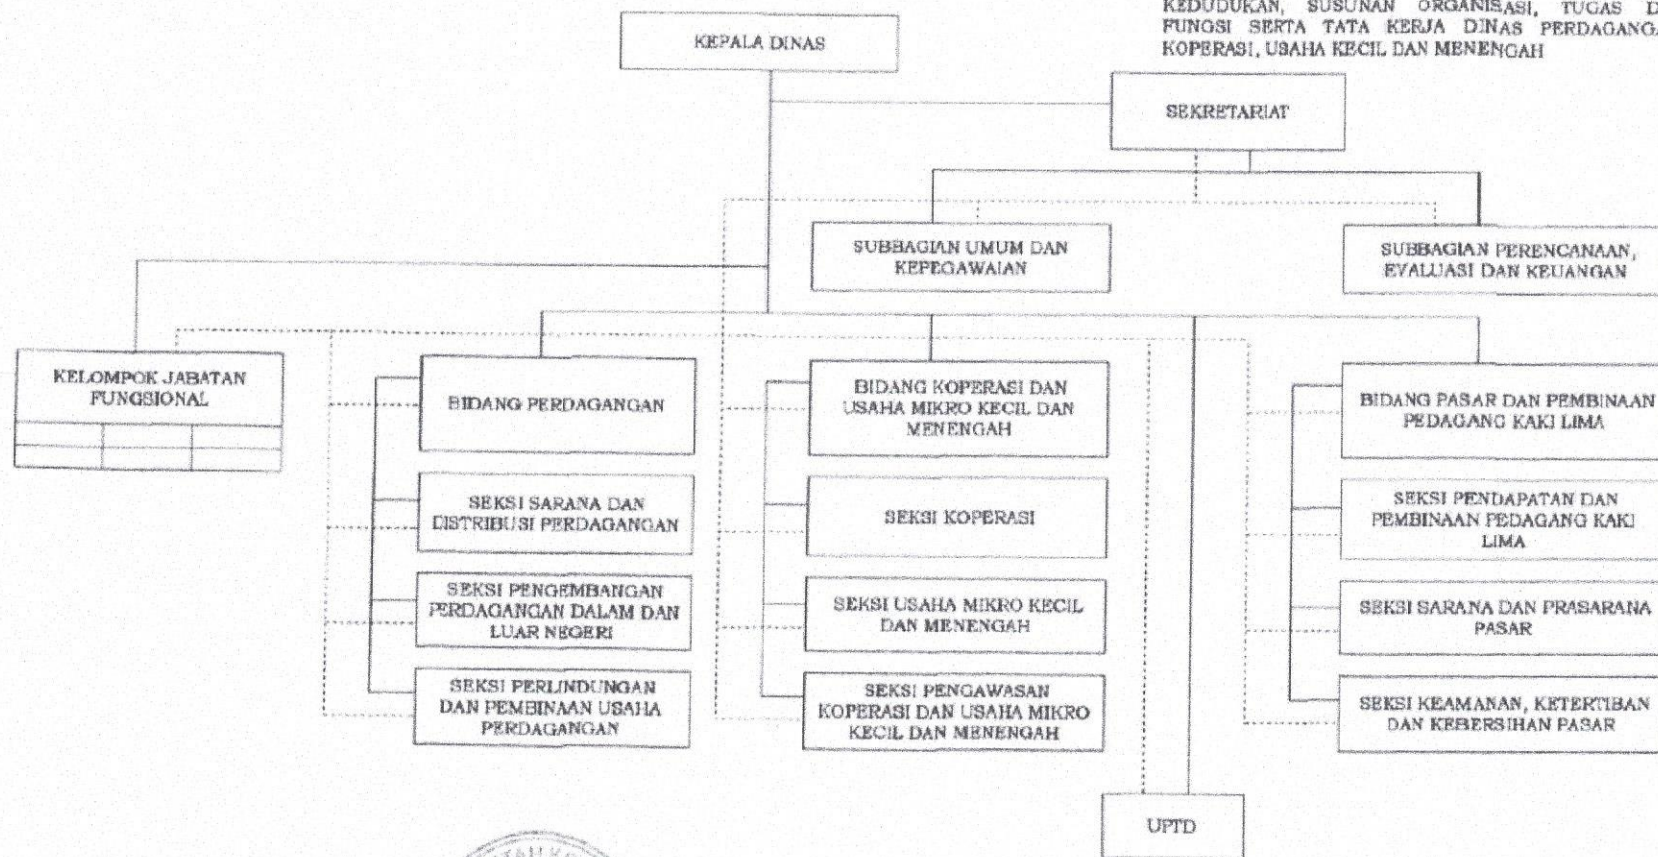 KEDUDUKAN, SUSUNAN ORGANISASI, TUGAS
FUNGSI SERTA TATA KERJA DINAS
KOPERASI, USAHA KECIL DAN MENENGAH
KEPALA DINAS
SEKRETARIAT
SUBBAGIAN UMUM DAN
KEPEGAWAIAN
SUBBAGIAN PERENCANAAN,
EVALUASI DAN KEUANGAN
KELOMPOK JABATAN
FUNGSIONAL
BIDANG PERDAGANGAN
SEKSI SARANA DAN
DISTRIBUSI PERDAGANGAN
SEKSI PENGEMBANGAN
PERDAGANGAN DALAM DAN
LUAR NEGERI
SEKSI PERLINDUNGAN
DAN PEMBINAAN USAHA
PERDAGANGAN
BIDANG KOPERASI DAN
USAHA MIKRO KECIL DAN
MENENGAH
SEKSI KOPERASI
SEKSI USAHA MIKRO KECIL
DAN MENENGAH
SEKSI PENGAWASAN
KOPERASI DAN USAHA MIKRO
KECIL DAN MENENGAH
BIDANG PASAR DAN PEMBINAAN
PEDAGANG KAKI LIMA
SEKSI PENDAPATAN DAN
PEMBINAAN PEDAGANG KAKI
LIMA
SEKSI SARANA DAN PRASARANA
PASAR
SEKSI KEAMANAN, KETERTIBAN
DAN KEBERSIHAN PASAR
UPTD